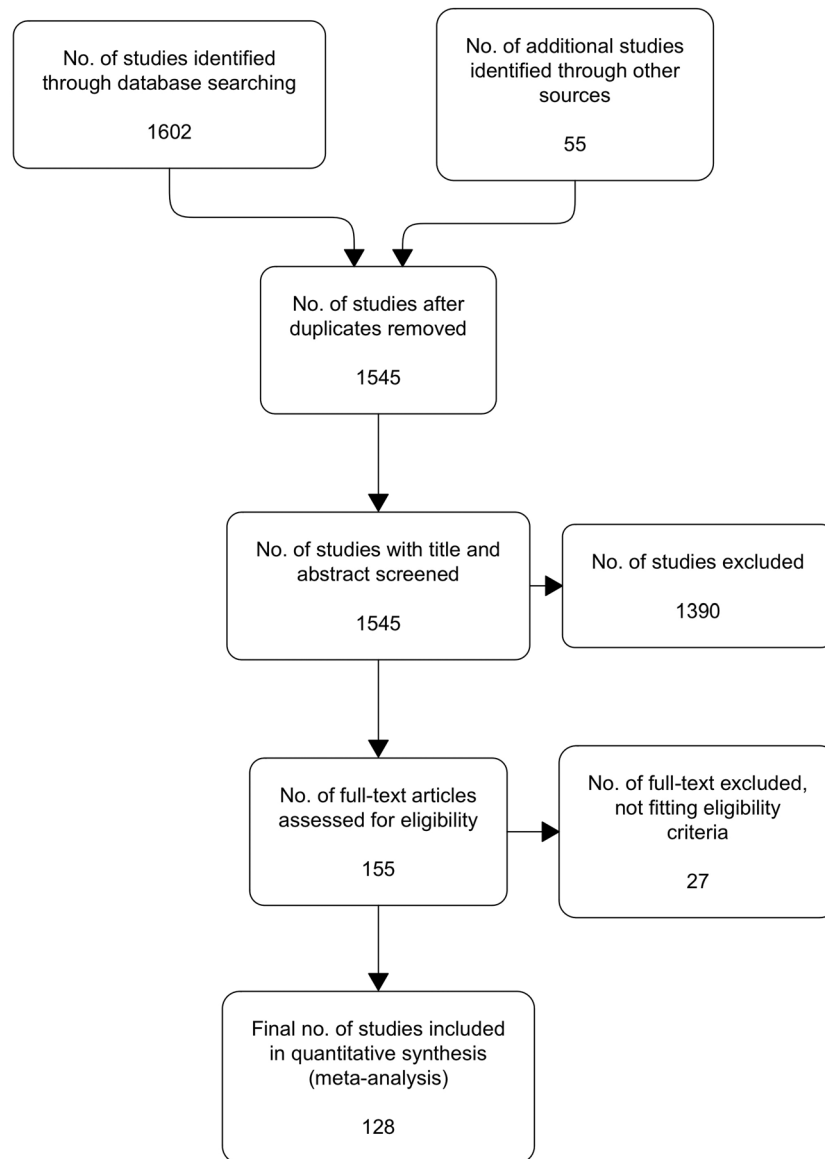 No. of studies identified
through database searching
1602
No. of additional studies
identified through other
sources
55
No. of studies after
duplicates removed
1545
No. of studies with title and
abstract screened
1545
No. of studies excluded
1390
No. of full-text articles
assessed for eligibility
155
No. of full-text excluded,
not fitting eligibility
criteria
27
Final no. of studies included
in quantitative synthesis
(meta-analysis)
128